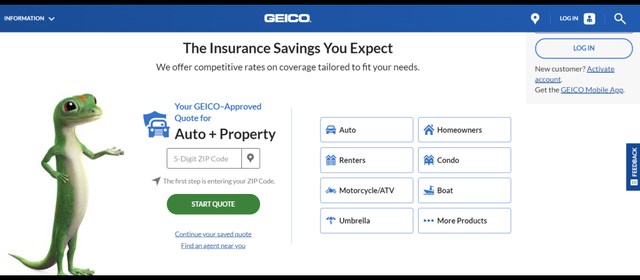 INFORMATION
GEICO.
LOG IN
The Insurance Savings You Expect
We offer competitive rates on coverage tailored to fit your needs.
LOG IN
New customer? Activate
account.
Get the GEICO Mobile App.
Your GEICO–Approved
Quote for
Auto + Property
5-Digit ZIP Code
The first step is entering your ZIP Code.
START QUOTE
Continue your saved quote
Find an agent near you
Auto
Homeowners
Renters
Condo
Motorcycle/ATV
Boat
Umbrella
More Products
FEEDBACK